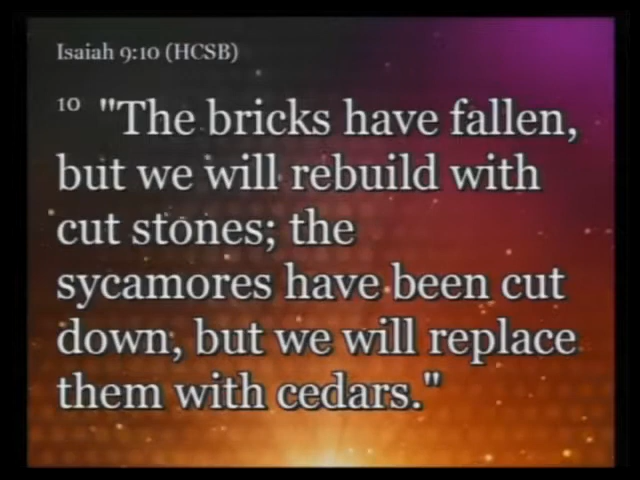 Isaiah 9:10 (HCSB)
10 "The bricks have fallen,
but we will rebuild with
cut stones; the
sycamores have been cut
down, but we will replace
them with cedars."